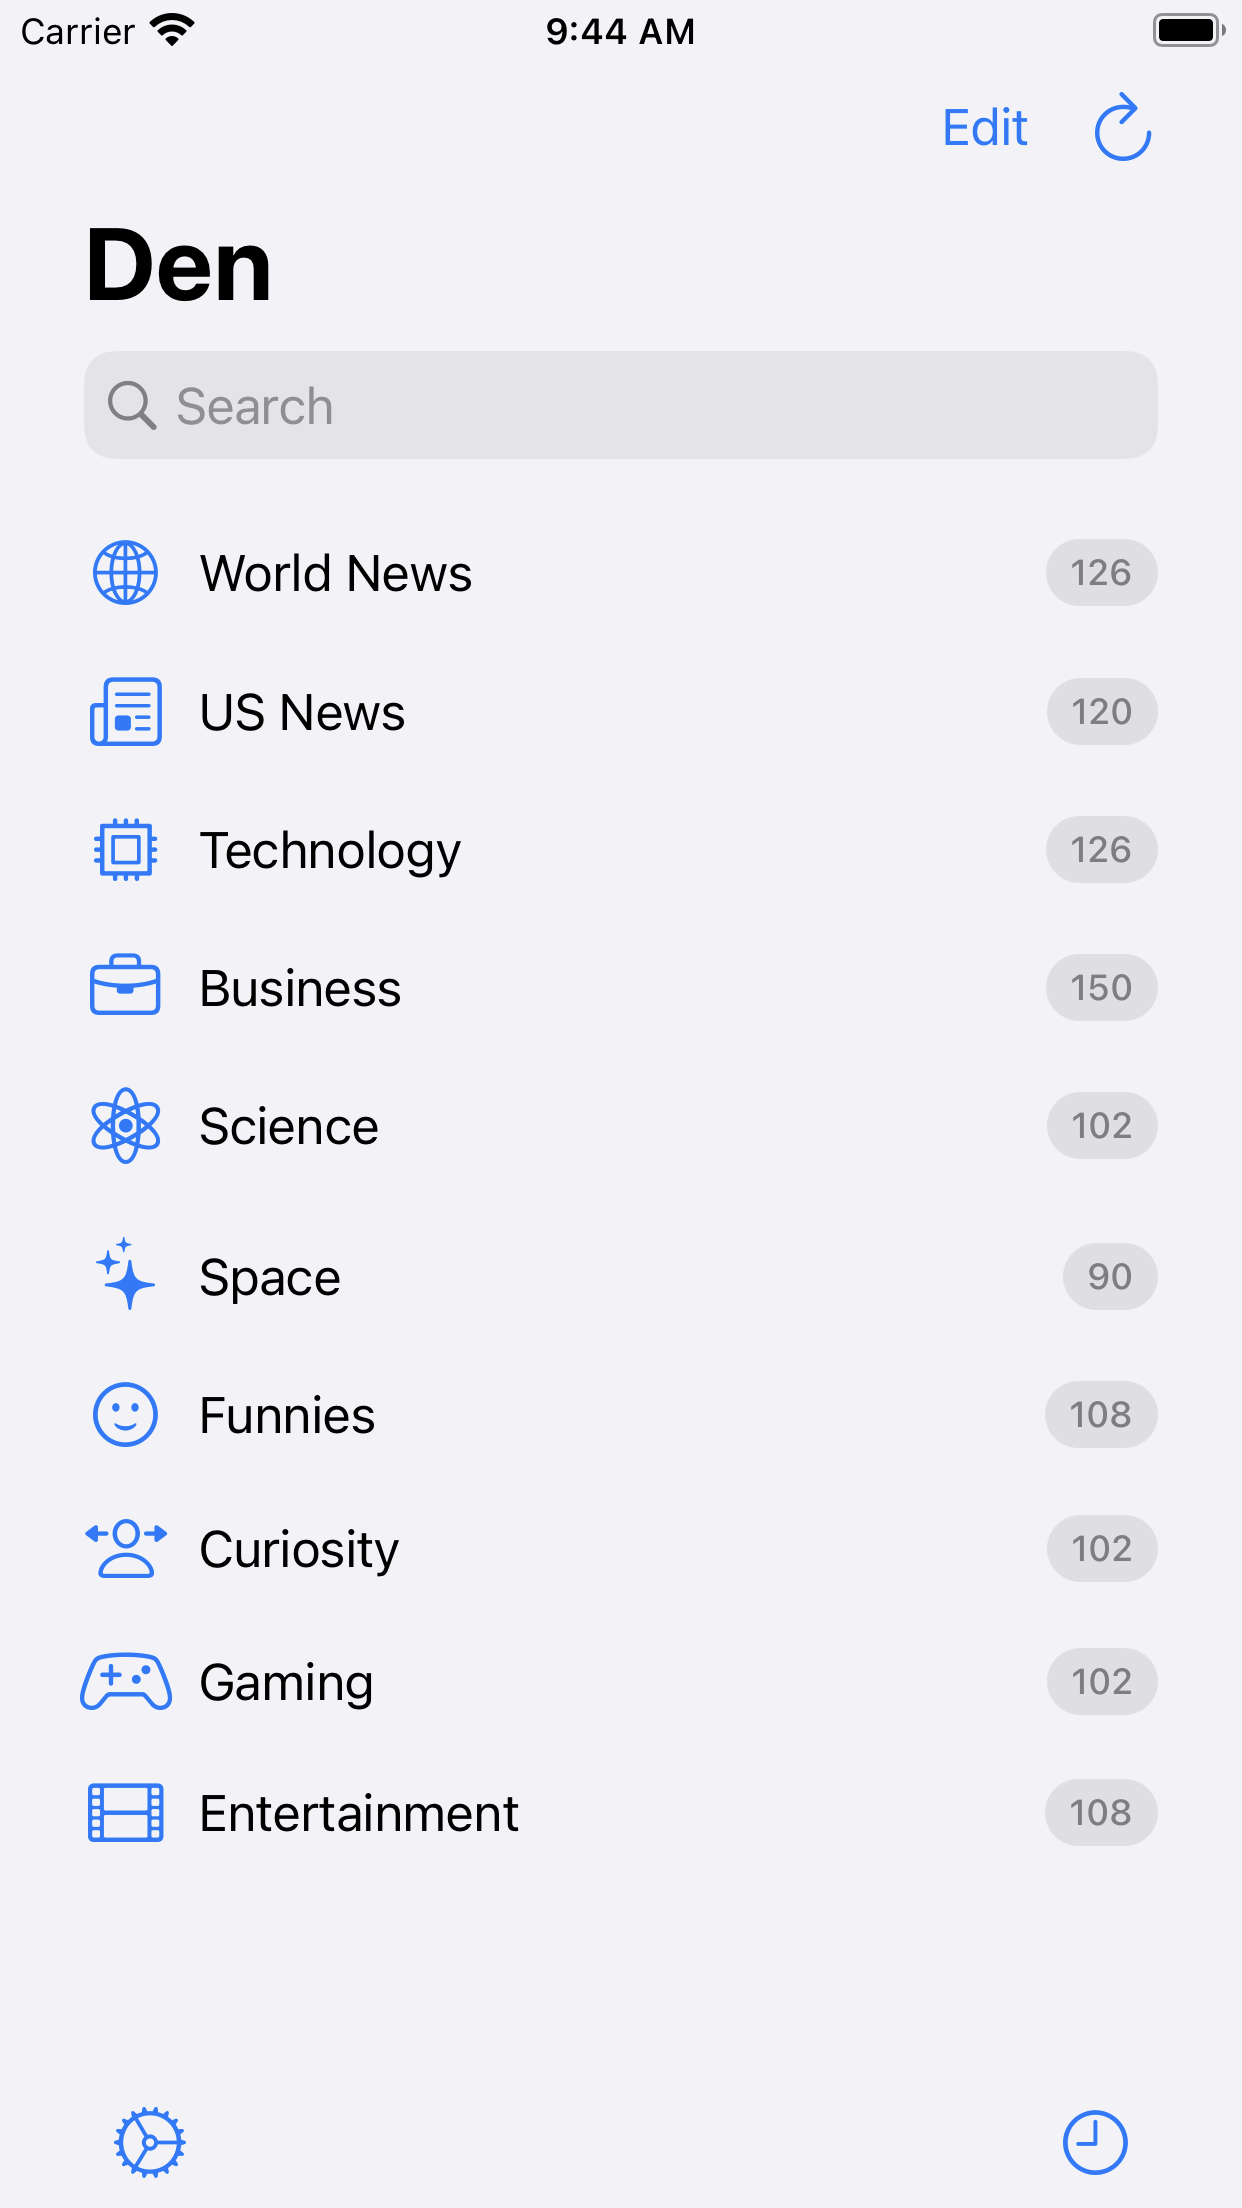 Carrier 9:44 AM
Edit
Den
Search
World News 126
US News 120
Technology 126
Business 150
Science 102
Space 90
Funnies 108
Curiosity 102
Gaming 102
Entertainment 108